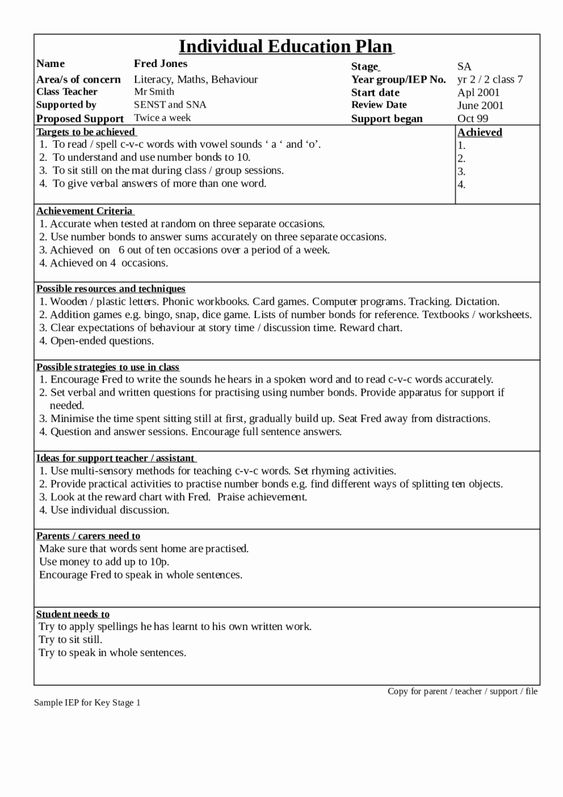 Individual Education Plan
Name Fred Jones Stage SA
Area/s of concern Literacy, Maths, Behaviour Year group/IEP No. yr 2 / 2 class 7
Class Teacher Mr Smith Start date Apl 2001
Supported by SENST and SNA Review Date June 2001
Proposed Support Twice a week Support began Oct 99
Targets to be achieved Achieved
1. To read / spell c-v-c words with vowel sounds ‘ a ‘ and ‘o’. 1.
2. To understand and use number bonds to 10. 2.
3. To sit still on the mat during class / group sessions. 3.
4. To give verbal answers of more than one word. 4.
Achievement Criteria
1. Accurate when tested at random on three separate occasions.
2. Use number bonds to answer sums accurately on three separate occasions.
3. Achieved on 6 out of ten occasions over a period of a week.
4. Achieved on 4 occasions.
Possible resources and techniques
1. Wooden / plastic letters. Phonic workbooks. Card games. Computer programs. Tracking. Dictation.
2. Addition games e.g. bingo, snap, dice game. Lists of number bonds for reference. Textbooks / worksheets.
3. Clear expectations of behaviour at story time / discussion time. Reward chart.
4. Open-ended questions.
Possible strategies to use in class
1. Encourage Fred to write the sounds he hears in a spoken word and to read c-v-c words accurately.
2. Set verbal and written questions for practising using number bonds. Provide apparatus for support if
needed.
3. Minimise the time spent sitting still at first, gradually build up. Seat Fred away from distractions.
4. Question and answer sessions. Encourage full sentence answers.
Ideas for support teacher / assistant
1. Use multi-sensory methods for teaching c-v-c words. Set rhyming activities.
2. Provide practical activities to practise number bonds e.g. find different ways of splitting ten objects.
3. Look at the reward chart with Fred. Praise achievement.
4. Use individual discussion.
Parents / carers need to
Make sure that words sent home are practised.
Use money to add up to 10p.
Encourage Fred to speak in whole sentences.
Student needs to
Try to apply spellings he has learnt to his own written work.
Try to sit still.
Try to speak in whole sentences.
Copy for parent / teacher / support / file
Sample IEP for Key Stage 1